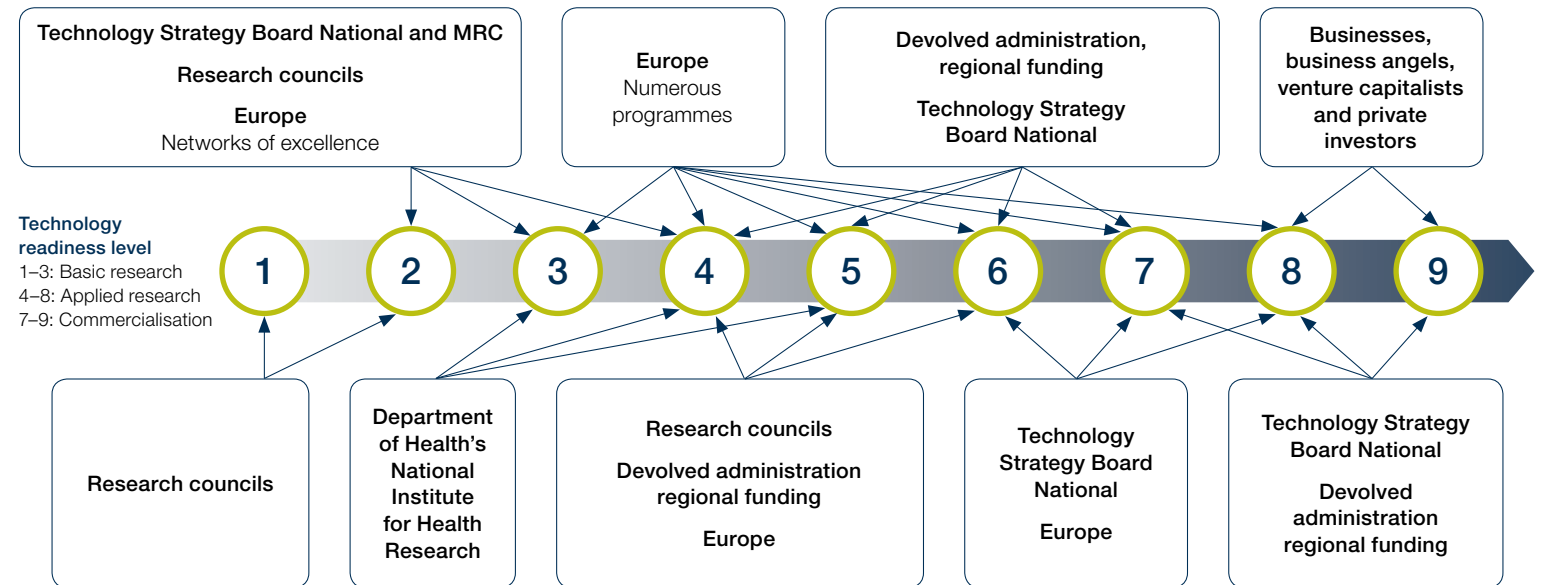 Technology Strategy Board National and MRC
Research councils
Europe
Networks of excellence
Europe
Numerous
programmes
Devolved administration,
regional funding
Technology Strategy
Board National
Businesses,
business angels,
venture capitalists
and private
investors
Technology
readiness level
1–3: Basic research
4–8: Applied research
7–9: Commercialisation
1
2
3
4
5
6
7
8
9
Research councils
Department
of Health’s
National
Institute
for Health
Research
Research councils
Devolved administration
regional funding
Europe
Technology
Strategy Board
National
Europe
Technology Strategy
Board National
Devolved
administration
regional funding